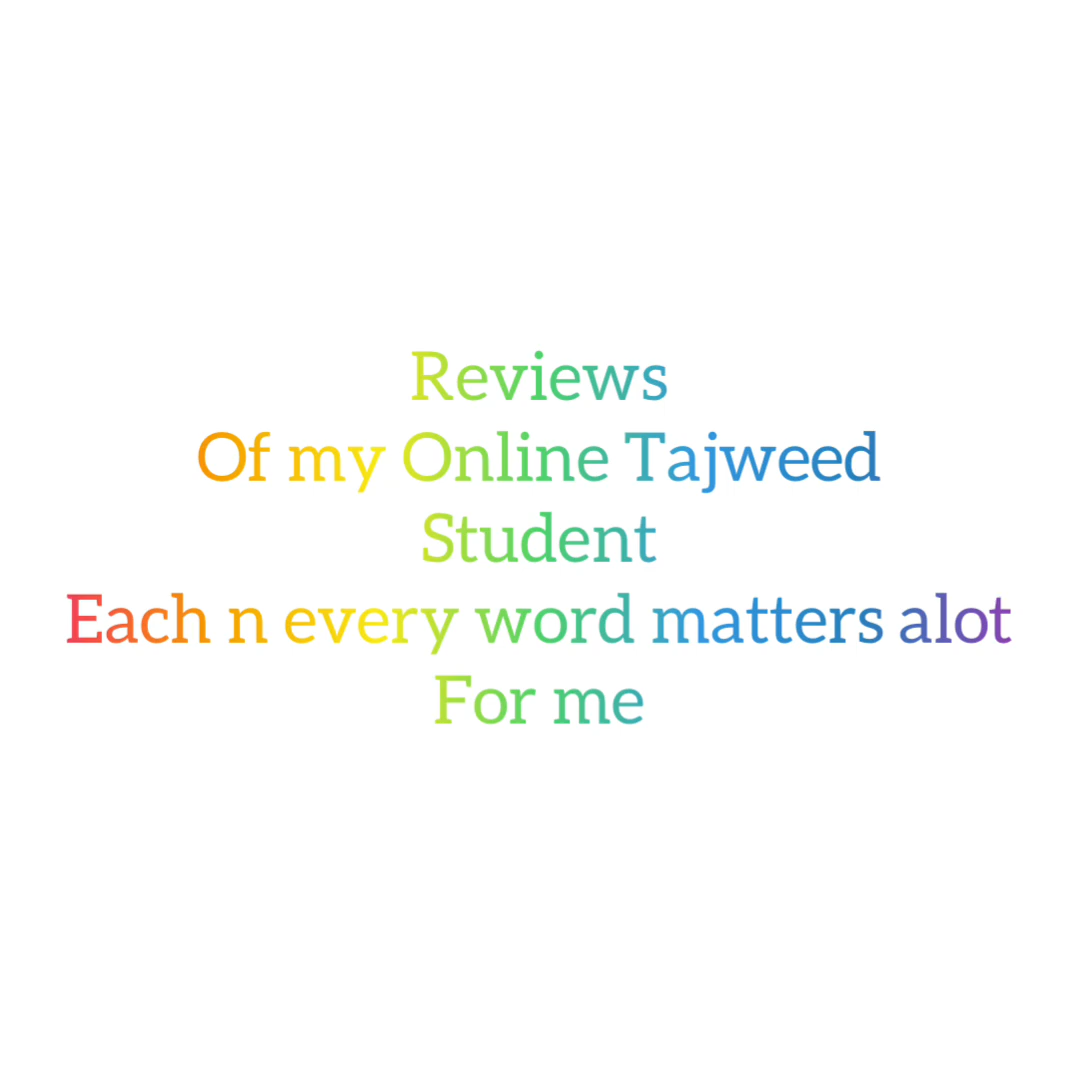 Reviews
Of my Online Tajweed
Student
Each n every word matters alot
For me